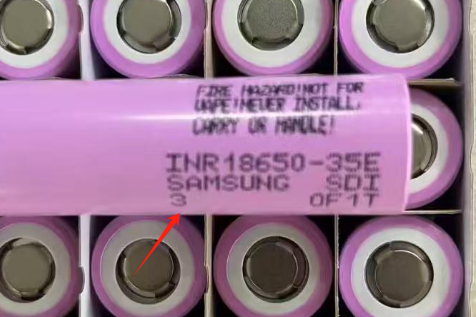 FIRE HAZARD!NOT FOR
VAPE!NEVER INSTALL,
CARRY OR HANDLE!
INR18650-35E
SAMSUNG SDI
3 OF1T